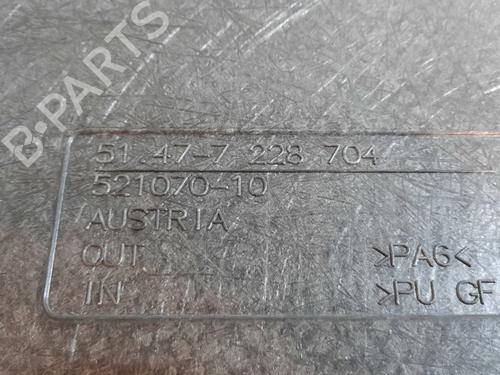 B-PARTS
51.47-7 228 704
521070-10
AUSTRIA
OUT >PA6<
IN >PU GF